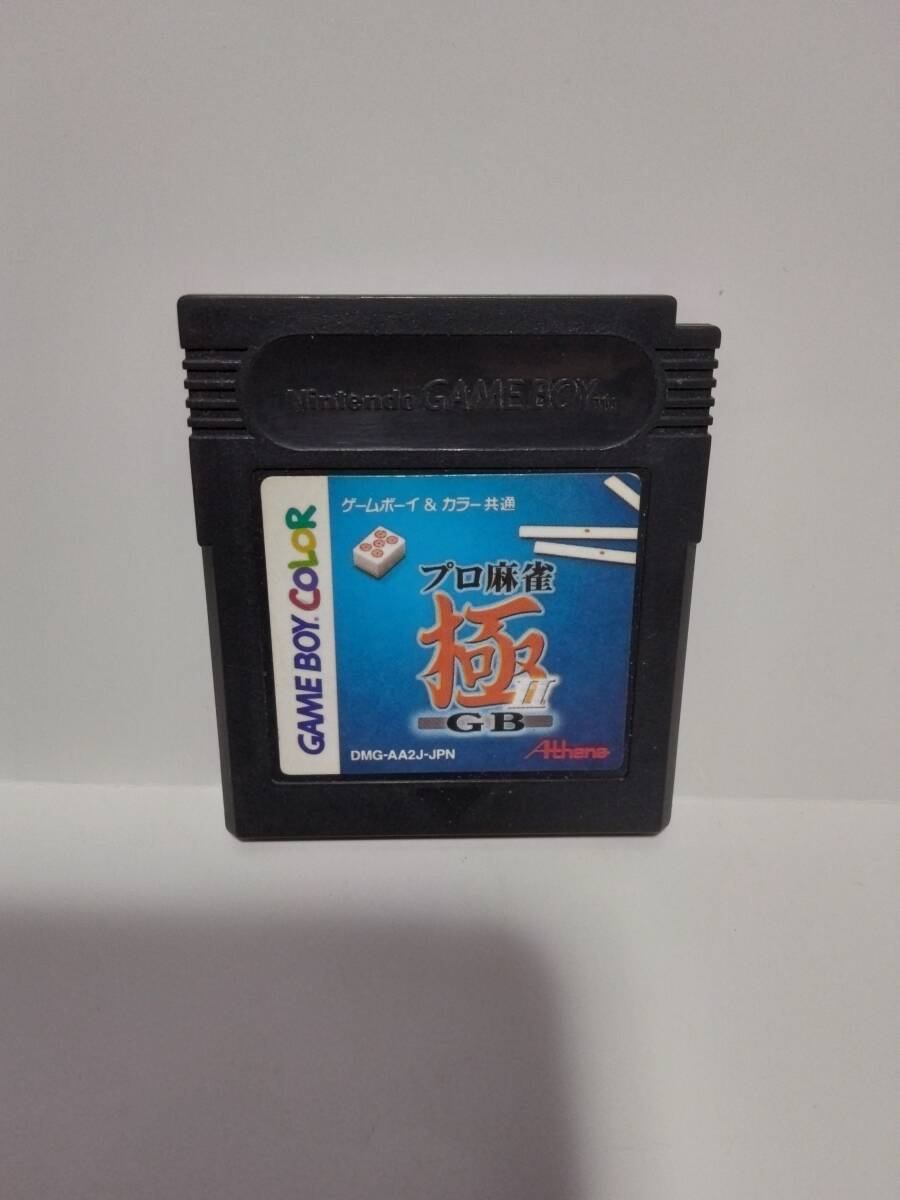 Nintendo GAME BOY TM
GAME BOY COLOR
ゲームボーイ & カラー共通
プロ麻雀
極
II
GB
DMG-AA2J-JPN
Athena